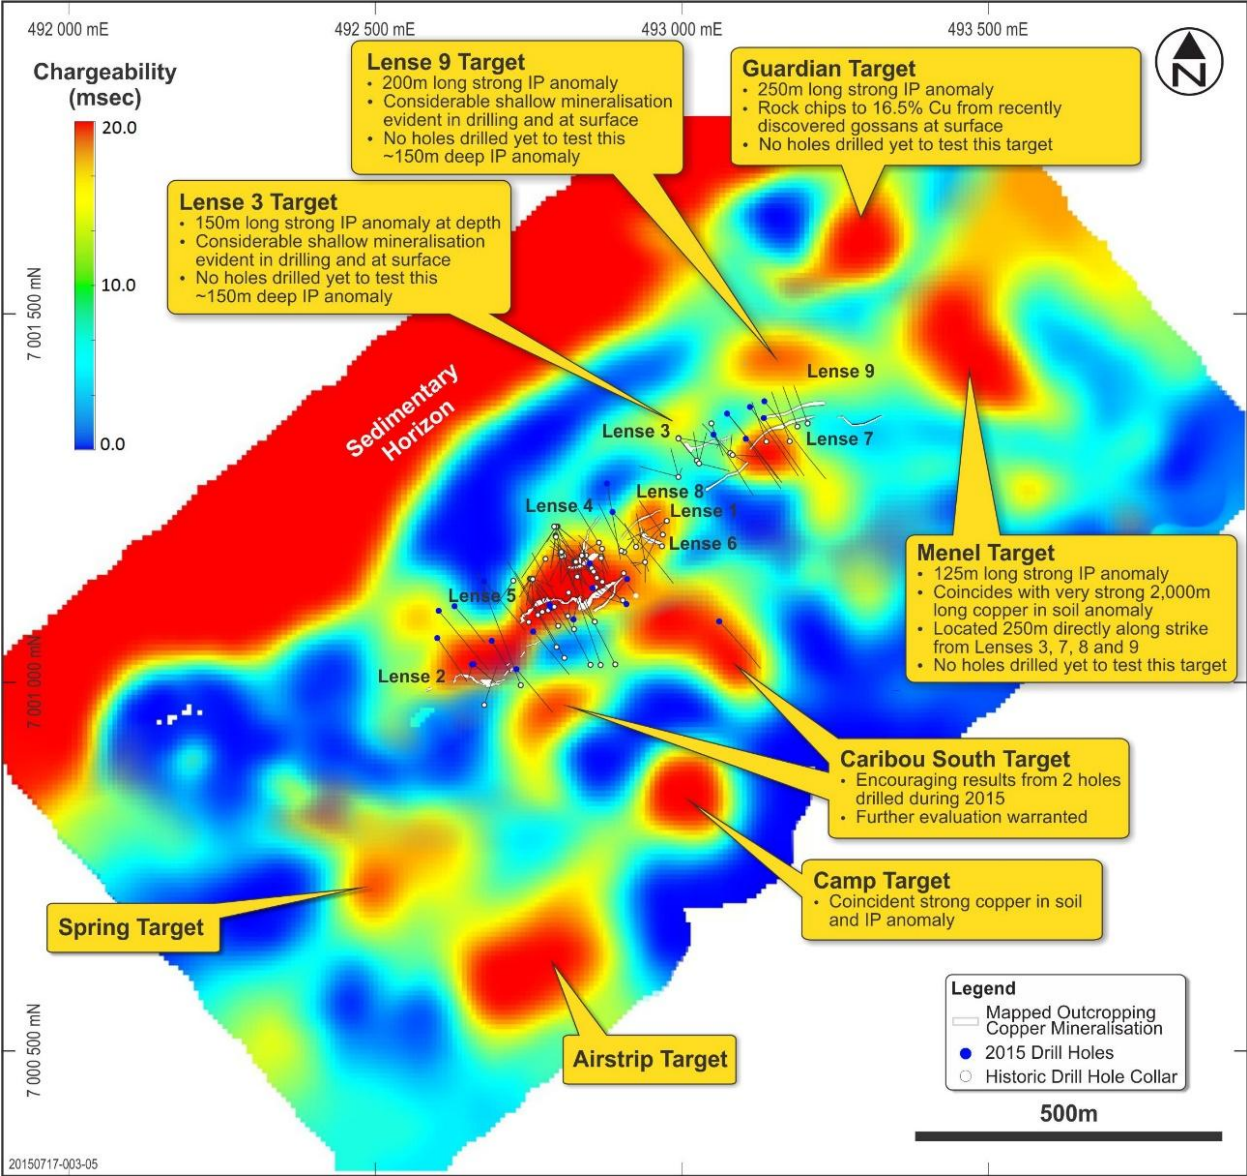 492 000 mE
492 500 mE
493 000 mE
493 500 mE
N
Chargeability
(msec)
20.0
10.0
0.0
Lense 9 Target
• 200m long strong IP anomaly
• Considerable shallow mineralisation
evident in drilling and at surface
• No holes drilled yet to test this
~150m deep IP anomaly
Guardian Target
• 250m long strong IP anomaly
• Rock chips to 16.5% Cu from recently
discovered gossans at surface
• No holes drilled yet to test this target
Lense 3 Target
• 150m long strong IP anomaly at depth
• Considerable shallow mineralisation
evident in drilling and at surface
• No holes drilled yet to test this
~150m deep IP anomaly
7 001 500 mN
Sedimentary
Horizon
Lense 9
Lense 3
Lense 7
Lense 8
Lense 4
Lense 1
Lense 6
Lense 5
Lense 2
Menel Target
• 125m long strong IP anomaly
• Coincides with very strong 2,000m
long copper in soil anomaly
• Located 250m directly along strike
from Lenses 3, 7, 8 and 9
• No holes drilled yet to test this target
7 001 000 mN
Caribou South Target
• Encouraging results from 2 holes
drilled during 2015
• Further evaluation warranted
Camp Target
• Coincident strong copper in soil
and IP anomaly
Spring Target
Airstrip Target
7 000 500 mN
Legend
Mapped Outcropping
Copper Mineralisation
2015 Drill Holes
Historic Drill Hole Collar
500m
20150717-003-05